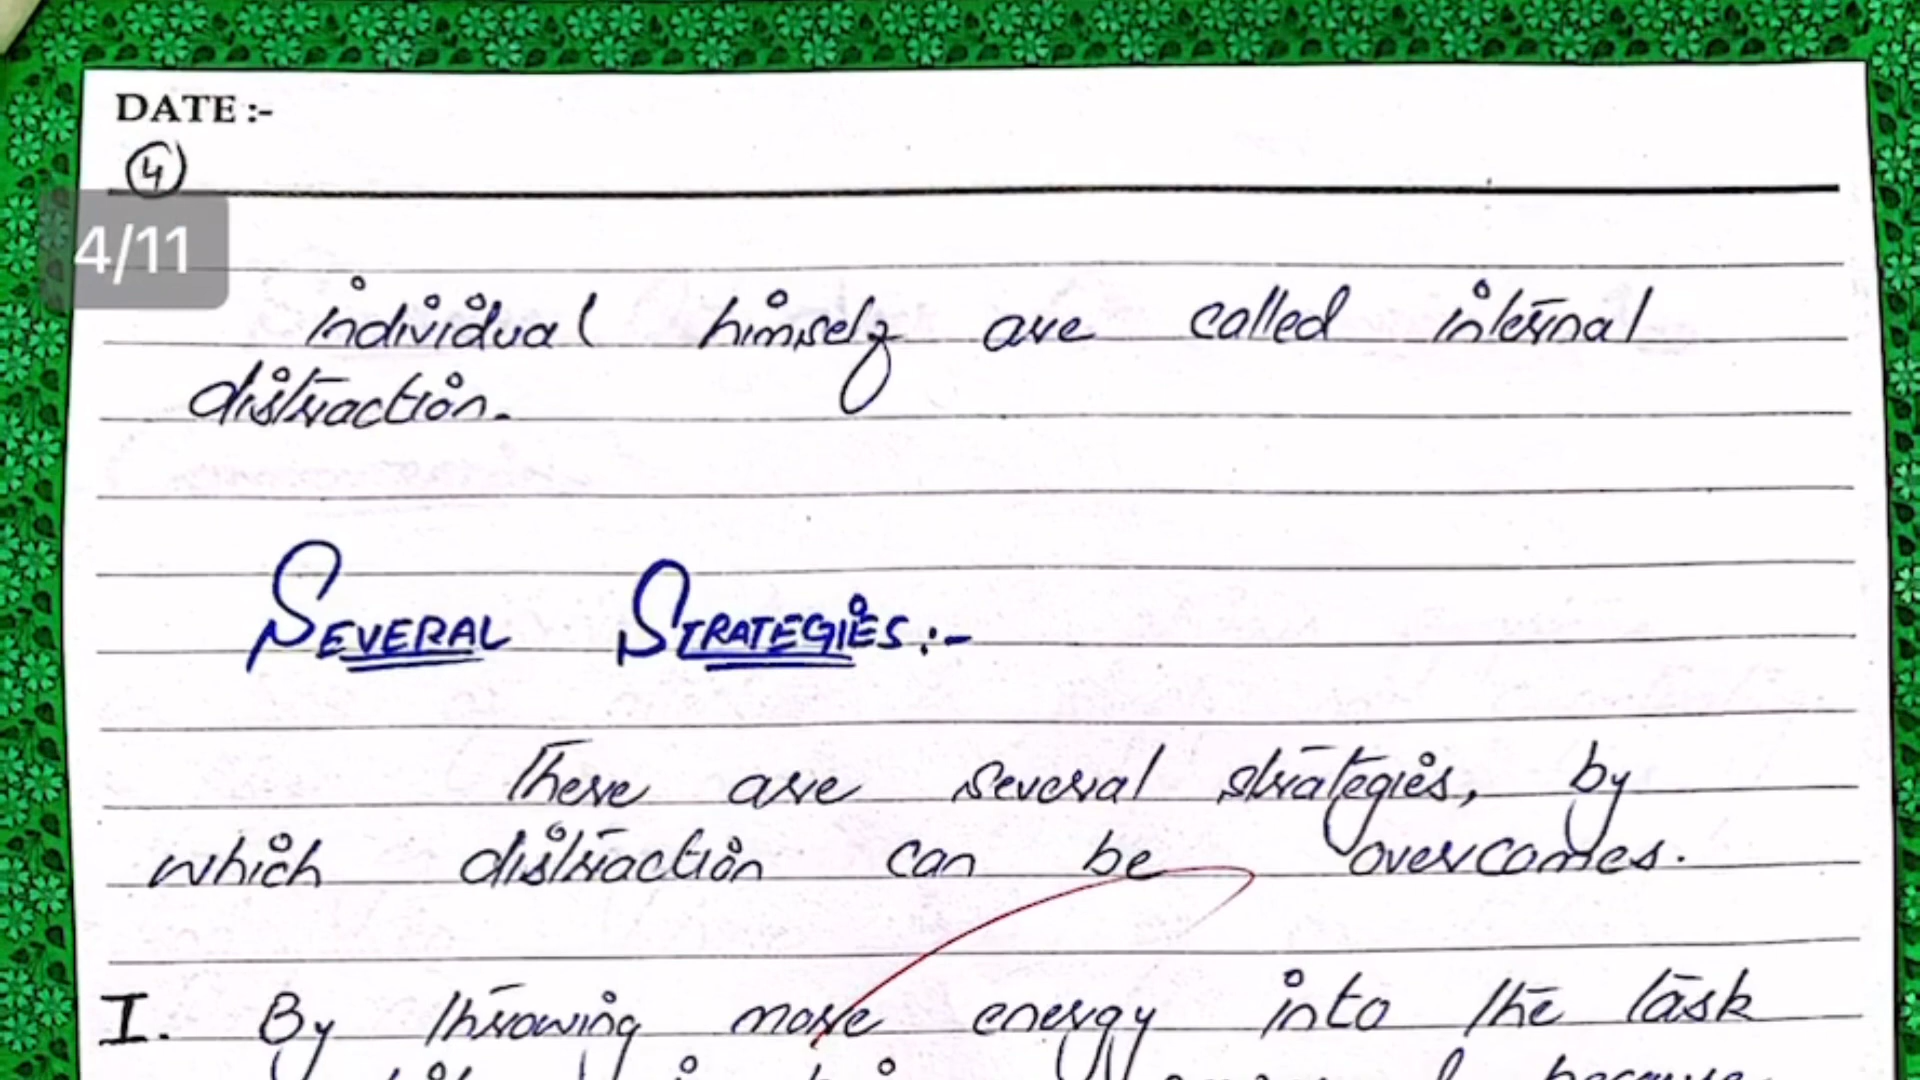 DATE :-
4
4/11
individual himself are called internal
distraction.
SEVERAL STRATEGIES:-
There are several strategies, by
which distraction can be overcomes.
I. By throwing more energy into the task
because